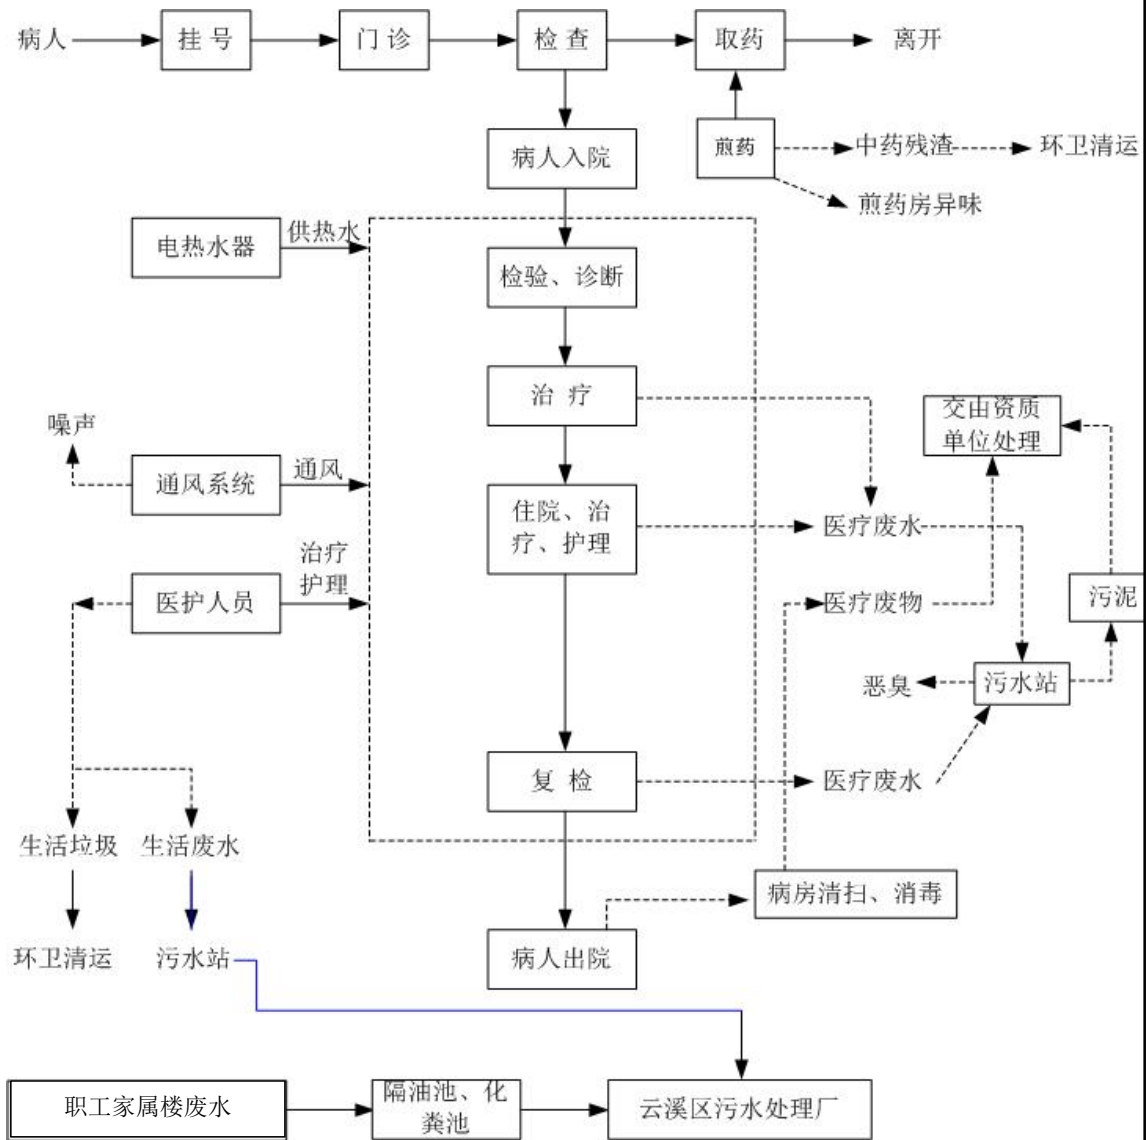 病人
挂 号
门 诊
检 查
取药
离开
病人入院
煎药
中药残渣
环卫清运
煎药房异味
电热水器
供热水
检验、诊断
治 疗
噪声
通风系统
通风
住院、治
疗、护理
交由资质
单位处理
医疗废水
治疗
护理
医护人员
医疗废物
污泥
恶臭
污水站
复 检
医疗废水
生活垃圾
生活废水
病房清扫、消毒
环卫清运
污水站
病人出院
职工家属楼废水
隔油池、化
粪池
云溪区污水处理厂